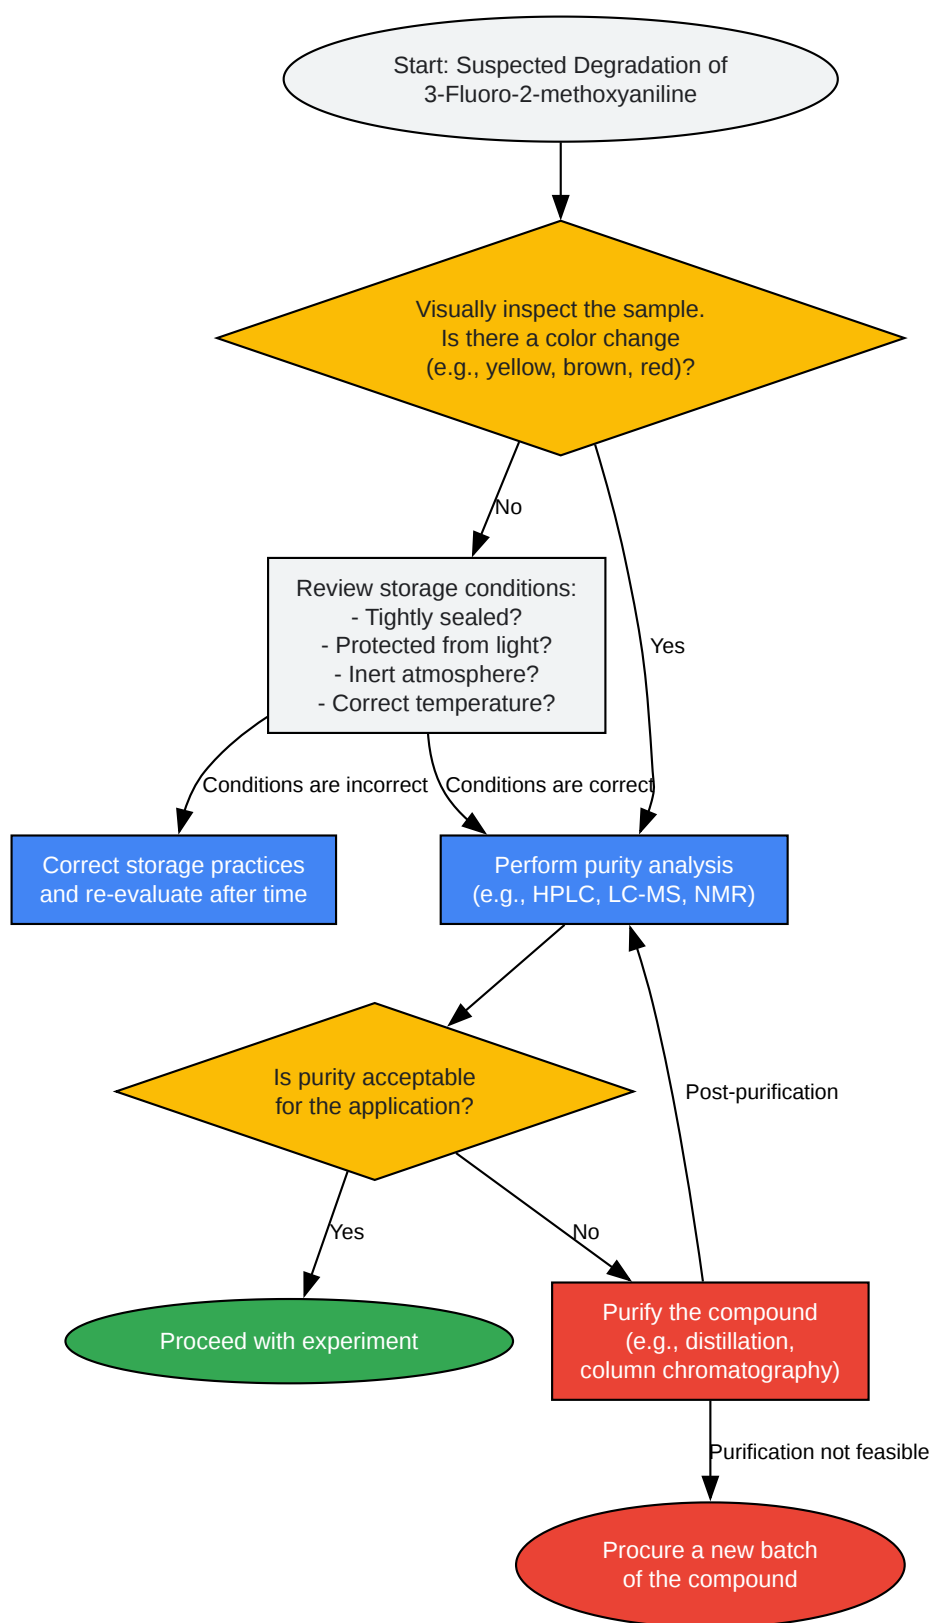 Start: Suspected Degradation of
3-Fluoro-2-methoxyaniline
Visually inspect the sample.
Is there a color change
(e.g., yellow, brown, red)?
No
Yes
Review storage conditions:
- Tightly sealed?
- Protected from light?
- Inert atmosphere?
- Correct temperature?
Conditions are incorrect
Conditions are correct
Correct storage practices
and re-evaluate after time
Perform purity analysis
(e.g., HPLC, LC-MS, NMR)
Is purity acceptable
for the application?
Post-purification
Yes
No
Proceed with experiment
Purify the compound
(e.g., distillation,
column chromatography)
Purification not feasible
Procure a new batch
of the compound